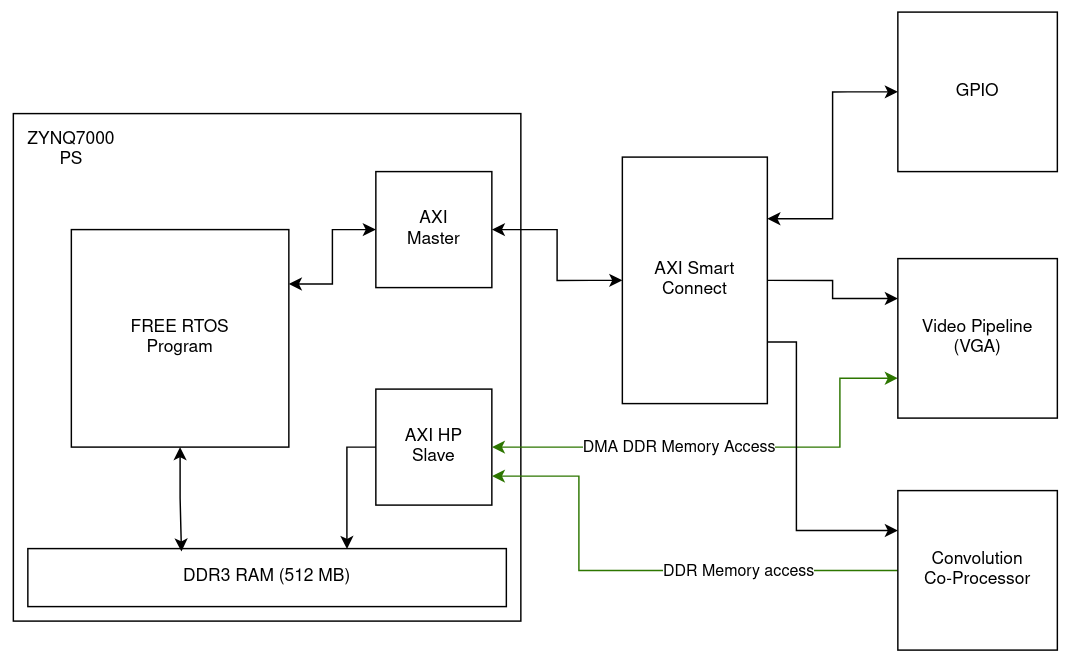 GPIO
ZYNQ7000
PS
AXI
Master
AXI Smart
Connect
FREE RTOS
Program
Video Pipeline
(VGA)
AXI HP
Slave
DMA DDR Memory Access
DDR Memory access
DDR3 RAM (512 MB)
Convolution
Co-Processor